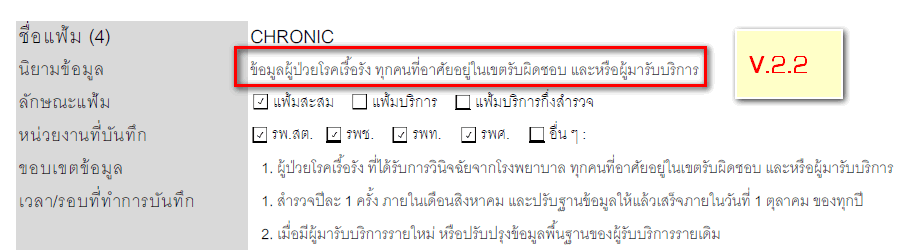 ชื่อแฟ้ม (4) CHRONIC
นิยามข้อมูล ข้อมูลผู้ป่วยโรคเรื้อรัง ทุกคนที่อาศัยอยู่ในเขตรับผิดชอบ และหรือผู้มารับบริการ
V.2.2
ลักษณะแฟ้ม ☑ แฟ้มสะสม ☐ แฟ้มบริการ ☐ แฟ้มบริการกึ่งสำรวจ
หน่วยงานที่บันทึก ☑ รพ.สต. ☑ รพช. ☑ รพท. ☑ รพศ. ☐ อื่น ๆ :
ขอบเขตข้อมูล 1. ผู้ป่วยโรคเรื้อรัง ที่ได้รับการวินิจฉัยจากโรงพยาบาล ทุกคนที่อาศัยอยู่ในเขตรับผิดชอบ และหรือผู้มารับบริการ
เวลา/รอบที่ทำการบันทึก 1. สำรวจปีละ 1 ครั้ง ภายในเดือนสิงหาคม และปรับฐานข้อมูลให้แล้วเสร็จภายในวันที่ 1 ตุลาคม ของทุกปี
2. เมื่อมีผู้มารับบริการรายใหม่ หรือปรับปรุงข้อมูลพื้นฐานของผู้รับบริการรายเดิม